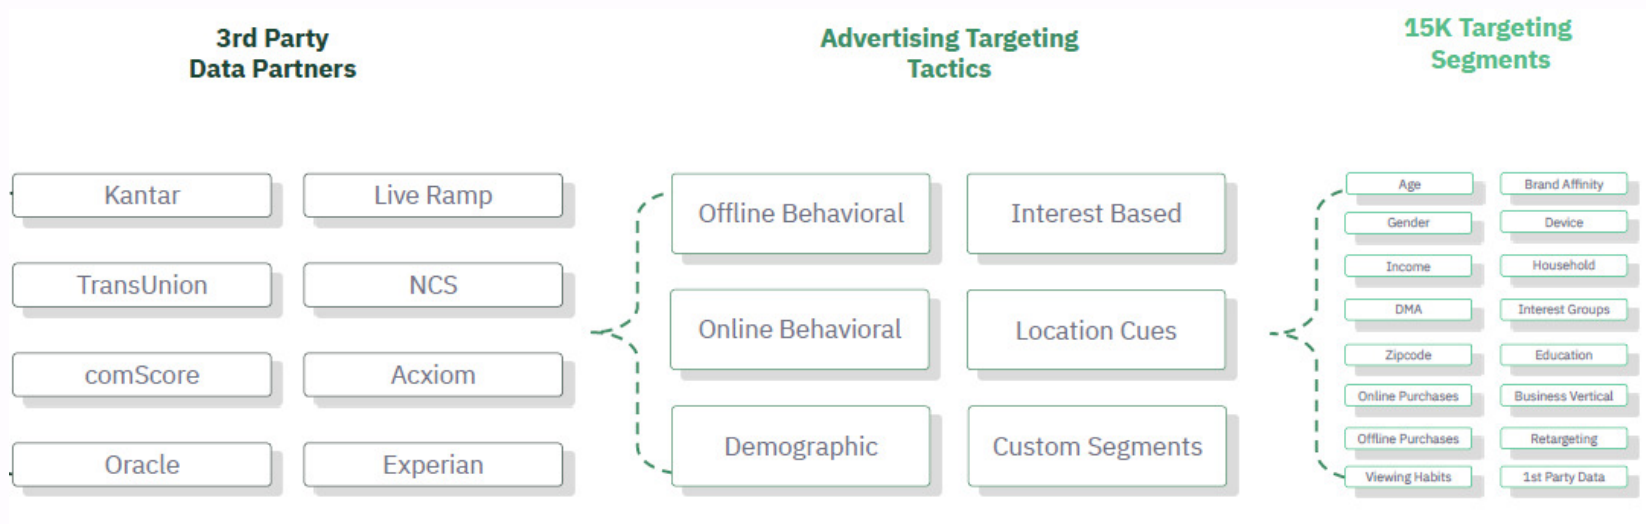 3rd Party
Data Partners
Kantar
Live Ramp
TransUnion
NCS
comScore
Acxiom
Oracle
Experian
Advertising Targeting
Tactics
Offline Behavioral
Interest Based
Online Behavioral
Location Cues
Demographic
Custom Segments
15K Targeting
Segments
Age
Brand Affinity
Gender
Device
Income
Household
DMA
Interest Groups
Zipcode
Education
Online Purchases
Business Vertical
Offline Purchases
Retargeting
Viewing Habits
1st Party Data